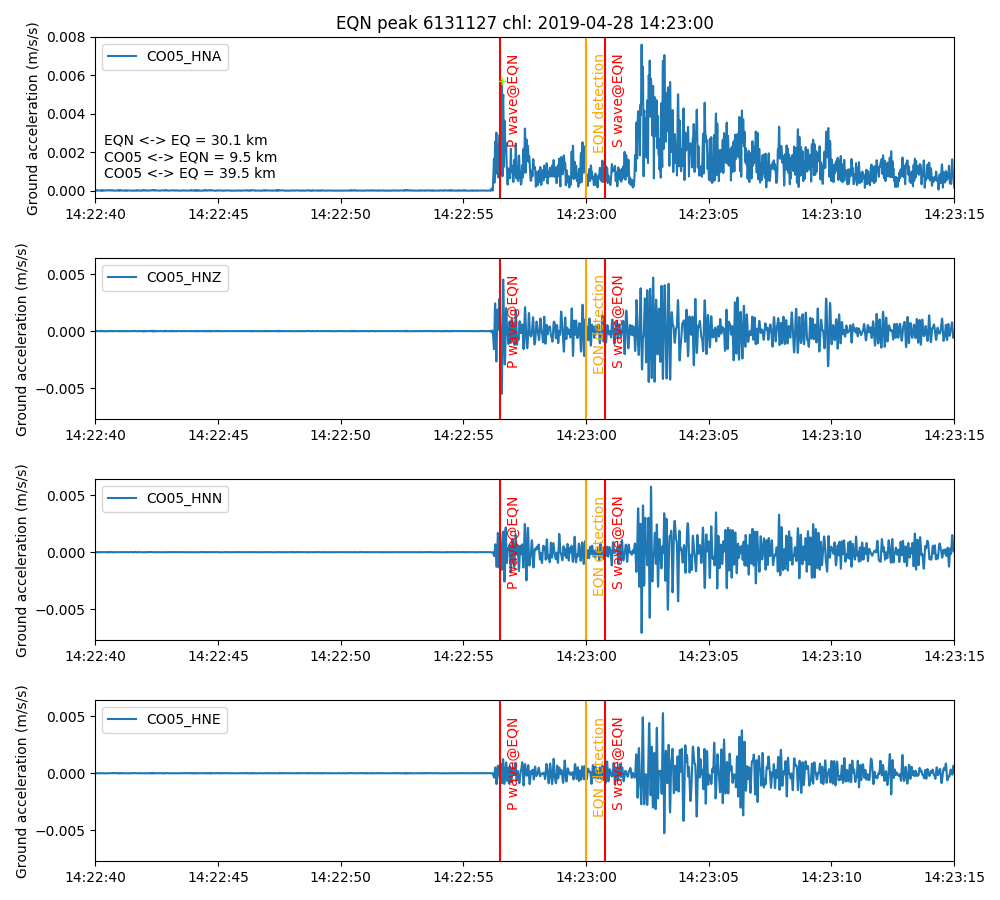 EQN peak 6131127 chl: 2019-04-28 14:23:00
Ground acceleration (m/s/s)
0.008
0.006
0.004
0.002
0.000
CO05_HNA
EQN <-> EQ = 30.1 km
CO05 <-> EQN = 9.5 km
CO05 <-> EQ = 39.5 km
P wave@EQN
EQN detection
S wave@EQN
14:22:40 14:22:45 14:22:50 14:22:55 14:23:00 14:23:05 14:23:10 14:23:15
Ground acceleration (m/s/s)
0.005
0.000
−0.005
CO05_HNZ
P wave@EQN
EQN detection
S wave@EQN
14:22:40 14:22:45 14:22:50 14:22:55 14:23:00 14:23:05 14:23:10 14:23:15
Ground acceleration (m/s/s)
0.005
0.000
−0.005
CO05_HNN
P wave@EQN
EQN detection
S wave@EQN
14:22:40 14:22:45 14:22:50 14:22:55 14:23:00 14:23:05 14:23:10 14:23:15
Ground acceleration (m/s/s)
0.005
0.000
−0.005
CO05_HNE
P wave@EQN
EQN detection
S wave@EQN
14:22:40 14:22:45 14:22:50 14:22:55 14:23:00 14:23:05 14:23:10 14:23:15